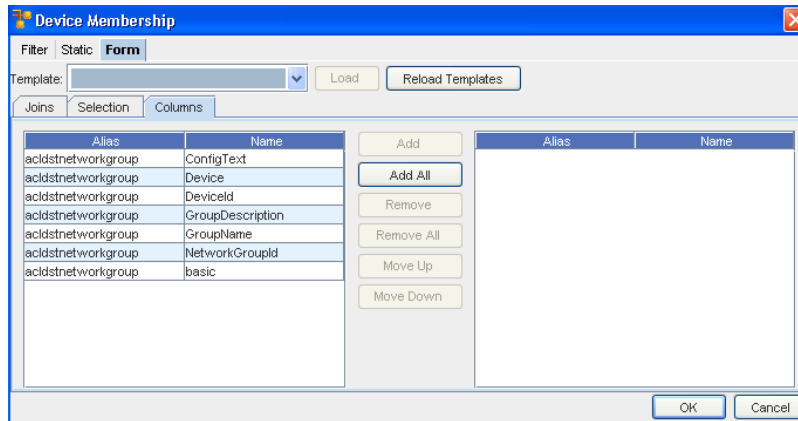 Device Membership
Filter Static Form
Template: Load Reload Templates
Joins Selection Columns
Alias Name Add Alias Name
acldstnetworkgroup ConfigText
acldstnetworkgroup Device Add All
acldstnetworkgroup DeviceId
acldstnetworkgroup GroupDescription Remove
acldstnetworkgroup GroupName Remove All
acldstnetworkgroup NetworkGroupId
acldstnetworkgroup basic Move Up
Move Down
OK Cancel